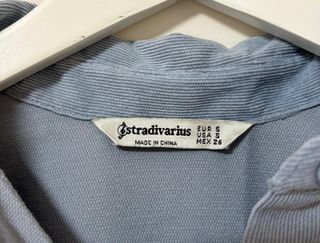 stradivarius
MADE IN CHINA
EUR S
USA S
MEX 26